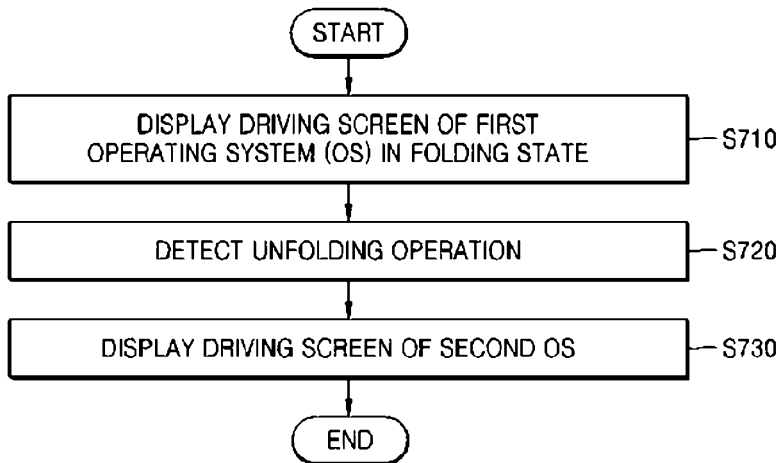 START
DISPLAY DRIVING SCREEN OF FIRST
OPERATING SYSTEM (OS) IN FOLDING STATE
S710
DETECT UNFOLDING OPERATION
S720
DISPLAY DRIVING SCREEN OF SECOND OS
S730
END